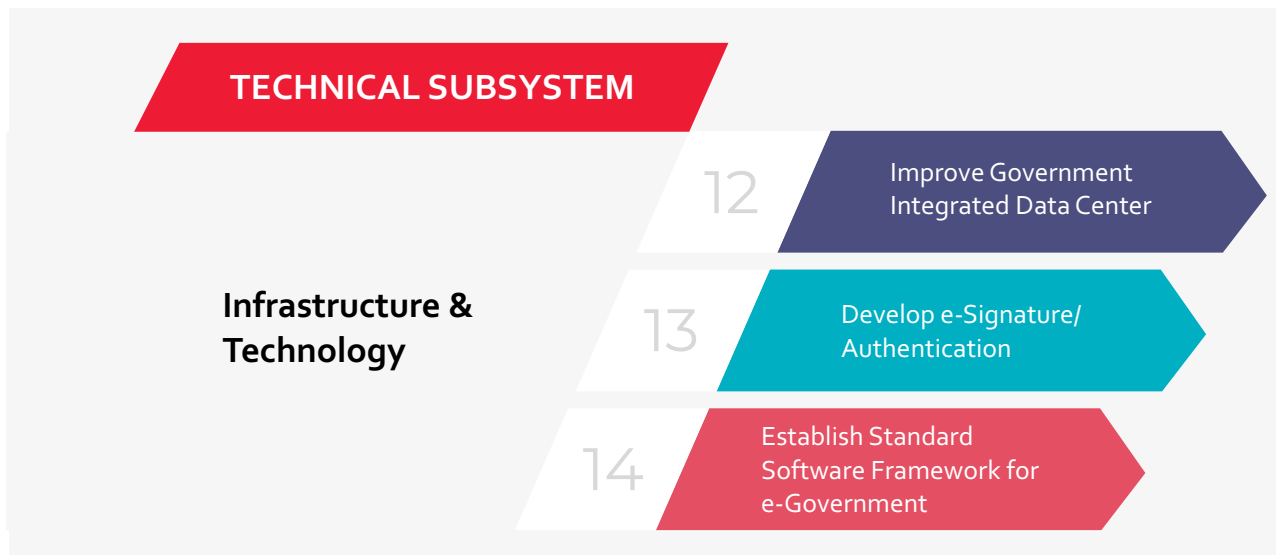 TECHNICAL SUBSYSTEM
12
Improve Government
Integrated Data Center
Infrastructure &
Technology
13
Develop e-Signature/
Authentication
14
Establish Standard
Software Framework for
e-Government